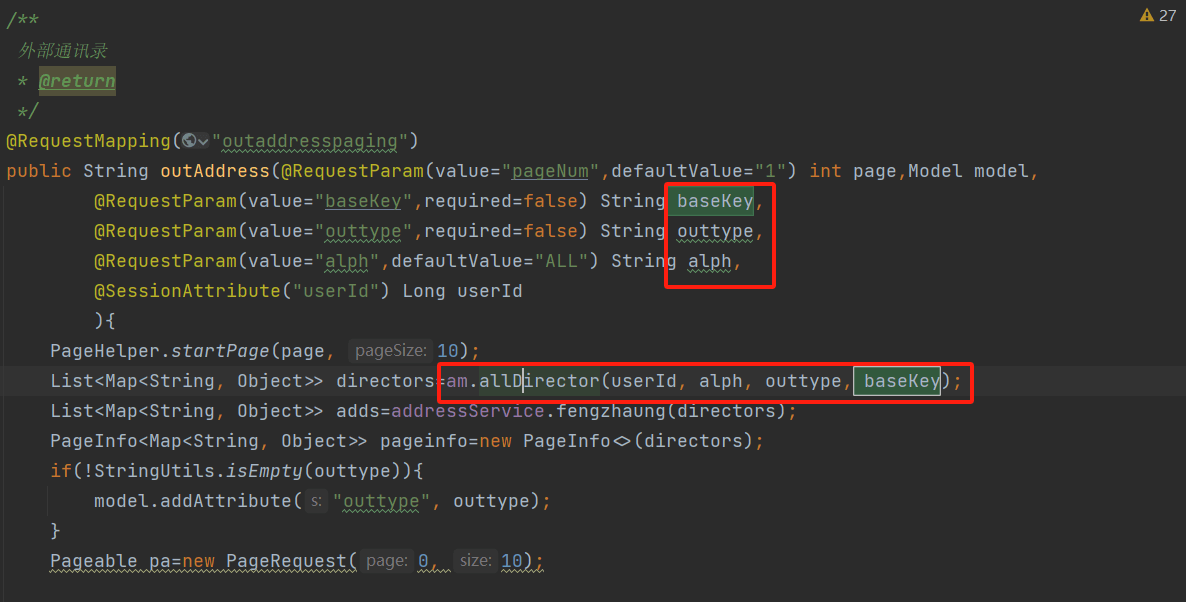 /**
外部通讯录
* @return
*/
@RequestMapping("outaddresspaging")
public String outAddress(@RequestParam(value="pageNum",defaultValue="1") int page,Model model,
@RequestParam(value="baseKey",required=false) String baseKey,
@RequestParam(value="outtype",required=false) String outtype,
@RequestParam(value="alph",defaultValue="ALL") String alph,
@SessionAttribute("userId") Long userId
){
PageHelper.startPage(page, pageSize: 10);
List<Map<String, Object>> directors=am.allDirector(userId, alph, outtype, baseKey);
List<Map<String, Object>> adds=addressService.fengzhaung(directors);
PageInfo<Map<String, Object>> pageinfo=new PageInfo<>(directors);
if(!StringUtils.isEmpty(outtype)){
model.addAttribute( s: "outtype", outtype);
}
Pageable pa=new PageRequest( page: 0, size: 10);
27